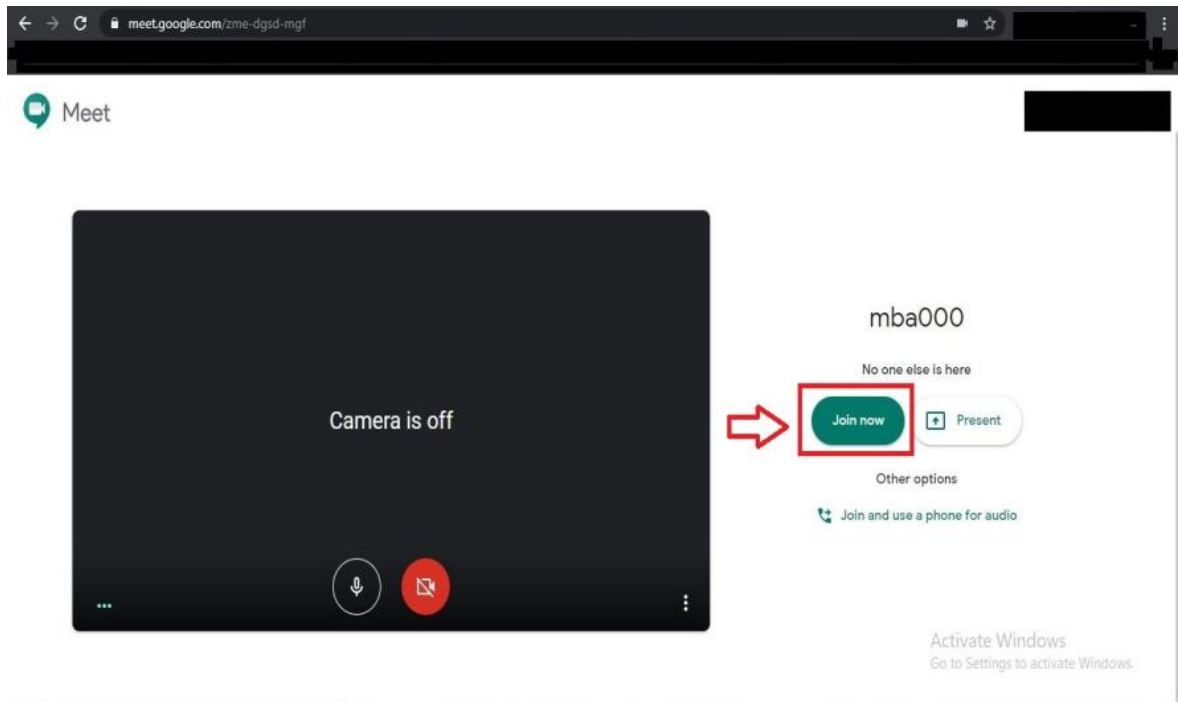 meet.google.com/zme-dgsd-mgf
Meet
mba000
No one else is here
Camera is off
Join now
Present
Other options
Join and use a phone for audio
Activate Windows
Go to Settings to activate Windows.